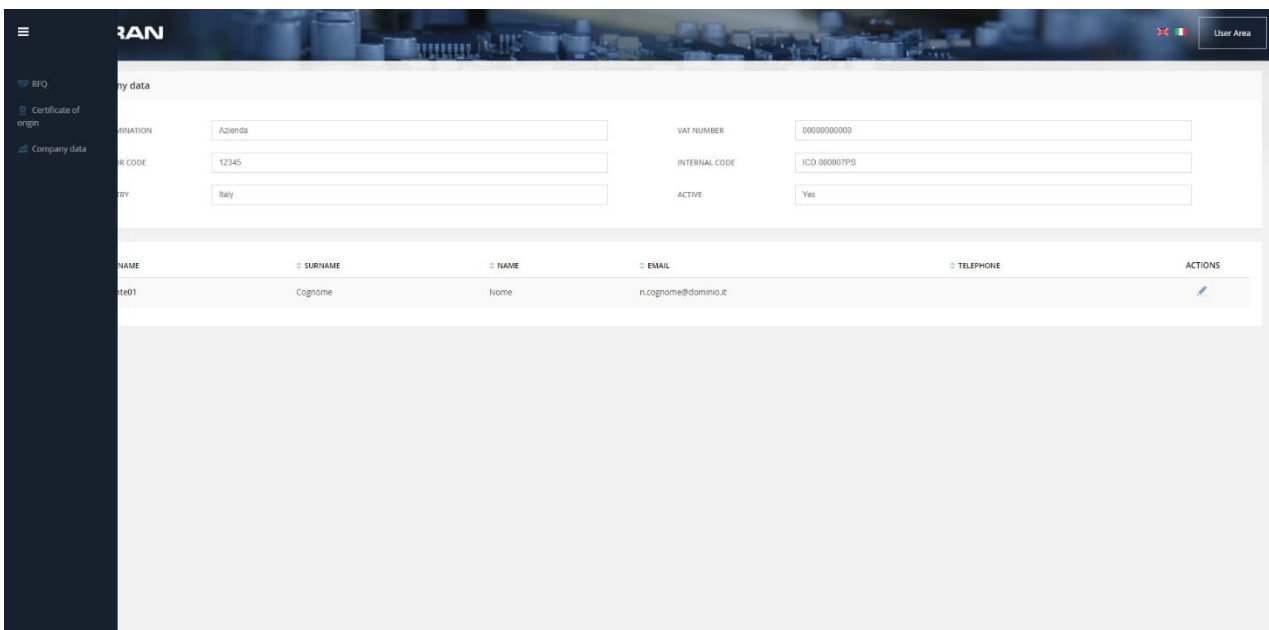 RAN
User Area
RFQ
Certificate of
origin
Company data
ny data
MINATION Azienda VAT NUMBER 00000000000
R CODE 12345 INTERNAL CODE ICD.000007PS
TRY Italy ACTIVE Yes
NAME SURNAME NAME EMAIL TELEPHONE ACTIONS
nte01 Cognome Nome n.cognome@dominio.it